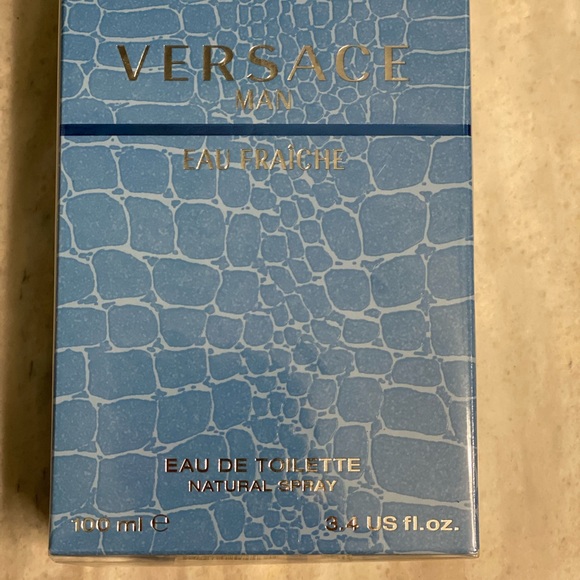 VERSACE
MAN
EAU FRAÎCHE
EAU DE TOILETTE
NATURAL SPRAY
100 ml ℮ 3.4 US fl.oz.